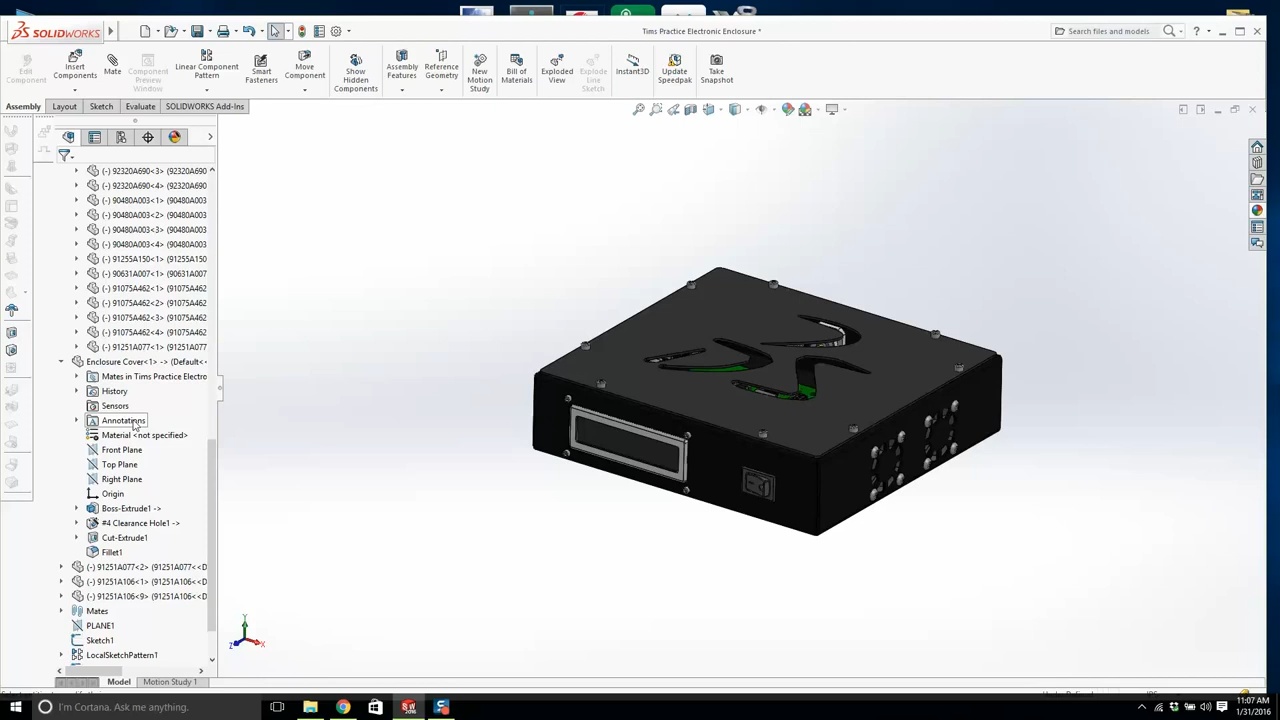 SOLIDWORKS
Tims Practice Electronic Enclosure *
Search files and models
Edit Component
Insert Components
Mate
Component Preview Window
Linear Component Pattern
Smart Fasteners
Move Component
Show Hidden Components
Assembly Features
Reference Geometry
New Motion Study
Bill of Materials
Exploded View
Explode Line Sketch
Instant3D
Update Speedpak
Take Snapshot
Assembly Layout Sketch Evaluate SOLIDWORKS Add-Ins
(-) 92320A690<3> (92320A690
(-) 92320A690<4> (92320A690
(-) 90480A003<1> (90480A003
(-) 90480A003<2> (90480A003
(-) 90480A003<3> (90480A003
(-) 90480A003<4> (90480A003
(-) 91255A150<1> (91255A150
(-) 90631A007<1> (90631A007
(-) 91075A462<1> (91075A462
(-) 91075A462<2> (91075A462
(-) 91075A462<3> (91075A462
(-) 91075A462<4> (91075A462
(-) 91251A077<1> (91251A077
Enclosure Cover<1> -> (Default<
Mates in Tims Practice Electro
History
Sensors
Annotations
Material <not specified>
Front Plane
Top Plane
Right Plane
Origin
Boss-Extrude1 ->
#4 Clearance Hole1 ->
Cut-Extrude1
Fillet1
(-) 91251A077<2> (91251A077<<D
(-) 91251A106<1> (91251A106<<D
(-) 91251A106<9> (91251A106<<D
Mates
PLANE1
Sketch1
LocalSketchPattern1
Y
Z X
Model Motion Study 1
I'm Cortana. Ask me anything.
11:07 AM
1/31/2016